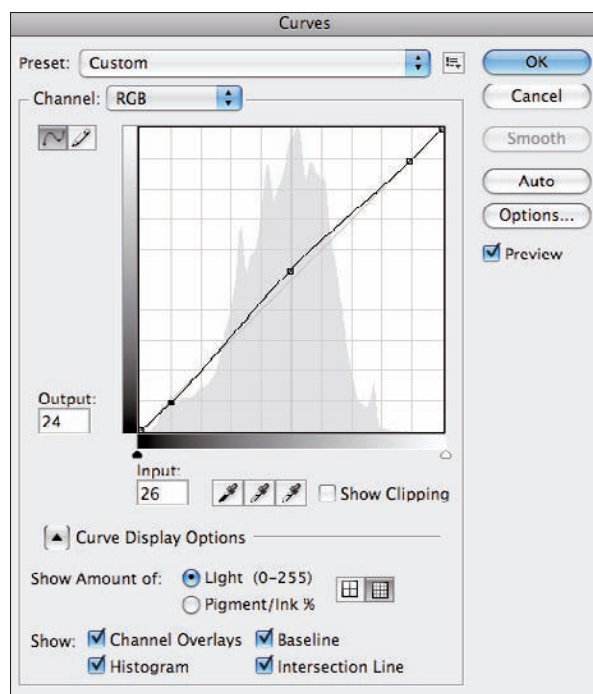 Curves
Preset: Custom
OK
Channel: RGB
Cancel
Smooth
Auto
Options...
Preview
Output:
24
Input:
26
Show Clipping
Curve Display Options
Show Amount of: Light (0-255)
Pigment/Ink %
Show: Channel Overlays Baseline
Histogram Intersection Line